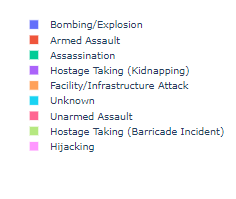 Bombing/Explosion
Armed Assault
Assassination
Hostage Taking (Kidnapping)
Facility/Infrastructure Attack
Unknown
Unarmed Assault
Hostage Taking (Barricade Incident)
Hijacking